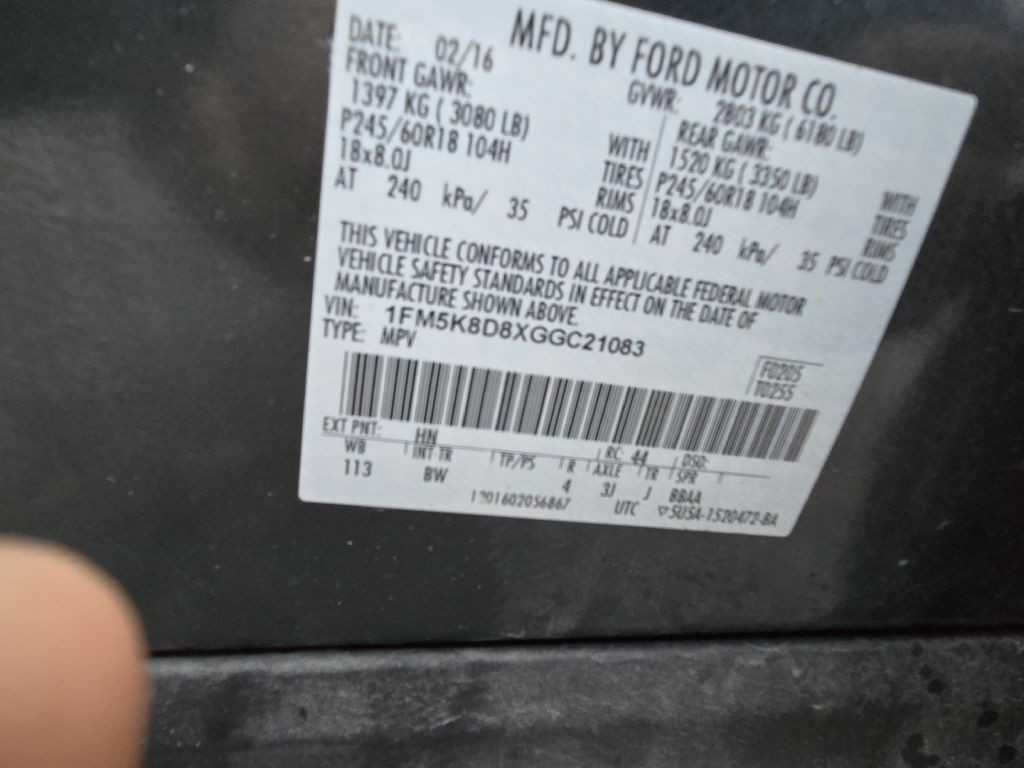 MFD. BY FORD MOTOR CO.
DATE: 02/16 GVWR: 2803 KG ( 6180 LB)
FRONT GAWR: REAR GAWR:
1397 KG ( 3080 LB) WITH 1520 KG ( 3350 LB) WITH
P245/60R18 104H TIRES P245/60R18 104H TIRES
18x8.0J RIMS 18x8.0J RIMS
AT 240 kPa/ 35 PSI COLD AT 240 kPa/ 35 PSI COLD
THIS VEHICLE CONFORMS TO ALL APPLICABLE FEDERAL MOTOR
VEHICLE SAFETY STANDARDS IN EFFECT ON THE DATE OF
MANUFACTURE SHOWN ABOVE.
VIN: 1FM5K8D8XGGC21083
TYPE: MPV
F0205
T0255
EXT PNT: HN RC: 44 DSO:
WB INT TR TP/PS R AXLE TR SPR
113 BW 4 3J J BBAA
UTC ▽5U5A-1520472-BA